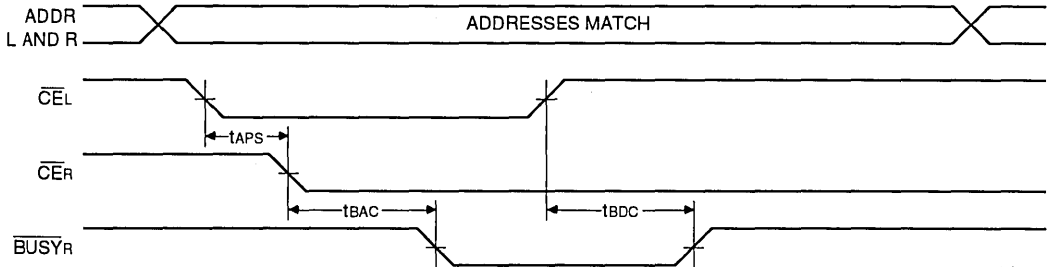 ADDR
L AND R
ADDRESSES MATCH
CEL
tAPS
CER
tBAC
tBDC
BUSYR